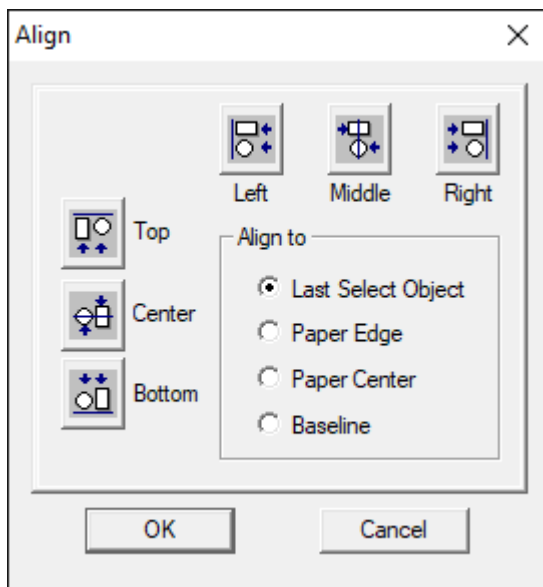 Align
Left Middle Right
Top
Align to
Last Select Object
Center
Paper Edge
Paper Center
Bottom
Baseline
OK Cancel